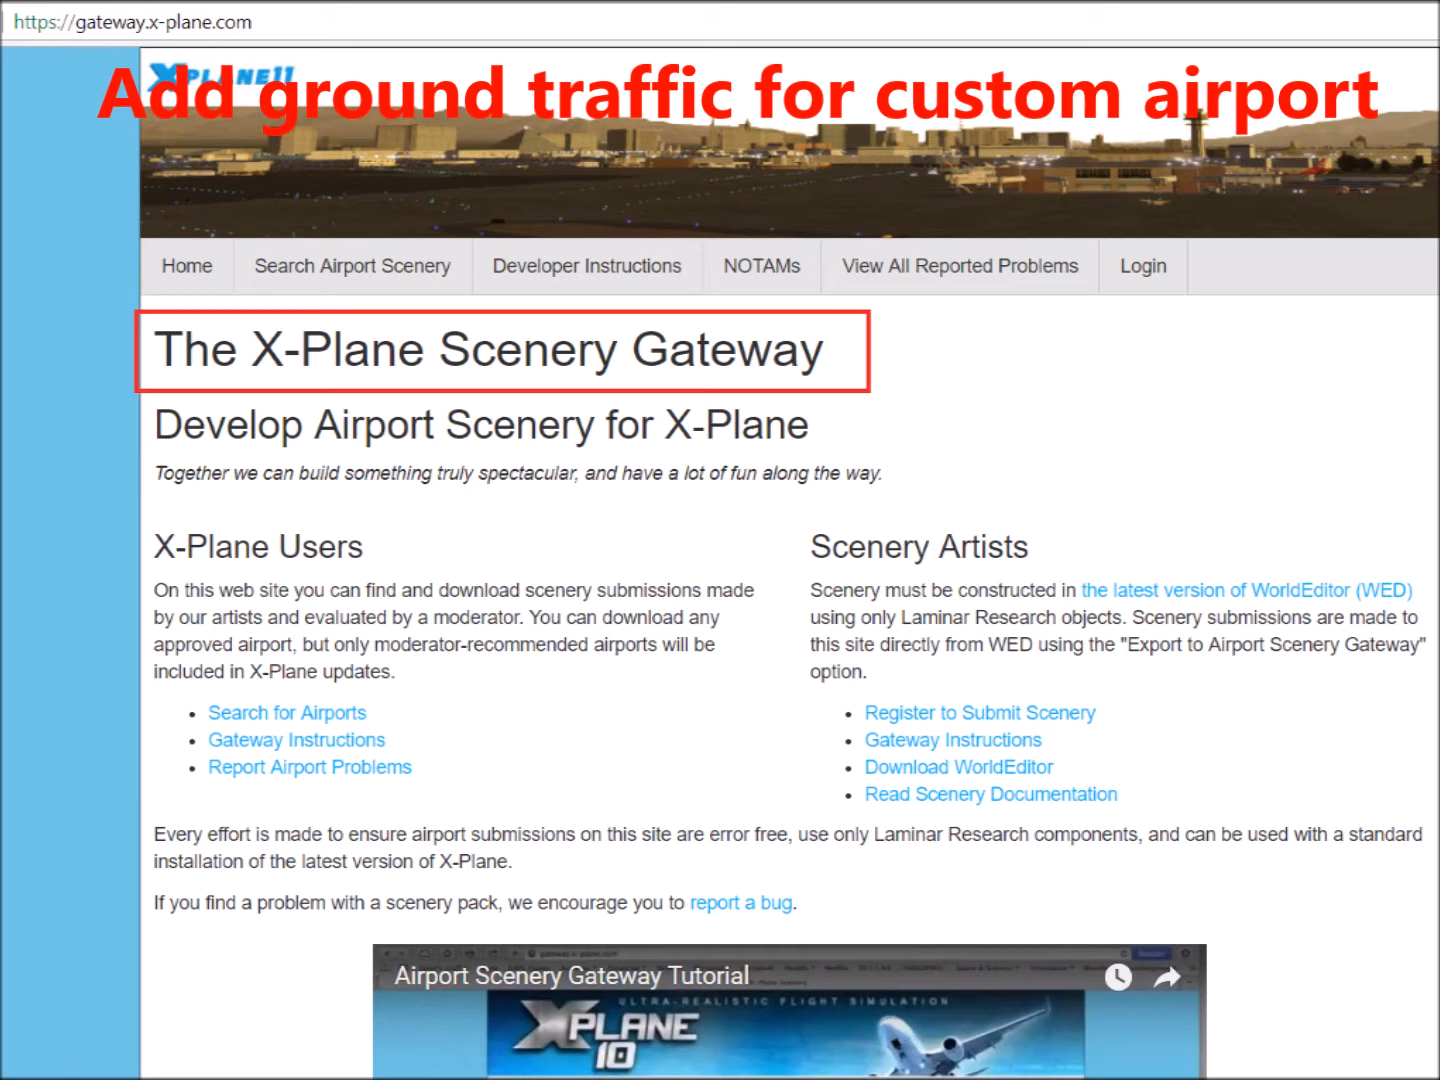 https://gateway.x-plane.com
X-PLANE 11
Add ground traffic for custom airport
Home Search Airport Scenery Developer Instructions NOTAMs View All Reported Problems Login
The X-Plane Scenery Gateway
Develop Airport Scenery for X-Plane
Together we can build something truly spectacular, and have a lot of fun along the way.
X-Plane Users
On this web site you can find and download scenery submissions made
by our artists and evaluated by a moderator. You can download any
approved airport, but only moderator-recommended airports will be
included in X-Plane updates.
• Search for Airports
• Gateway Instructions
• Report Airport Problems
Scenery Artists
Scenery must be constructed in the latest version of WorldEditor (WED)
using only Laminar Research objects. Scenery submissions are made to
this site directly from WED using the "Export to Airport Scenery Gateway"
option.
• Register to Submit Scenery
• Gateway Instructions
• Download WorldEditor
• Read Scenery Documentation
Every effort is made to ensure airport submissions on this site are error free, use only Laminar Research components, and can be used with a standard
installation of the latest version of X-Plane.
If you find a problem with a scenery pack, we encourage you to report a bug.
Airport Scenery Gateway Tutorial
ULTRA-REALISTIC FLIGHT SIMULATION
XPLANE
10